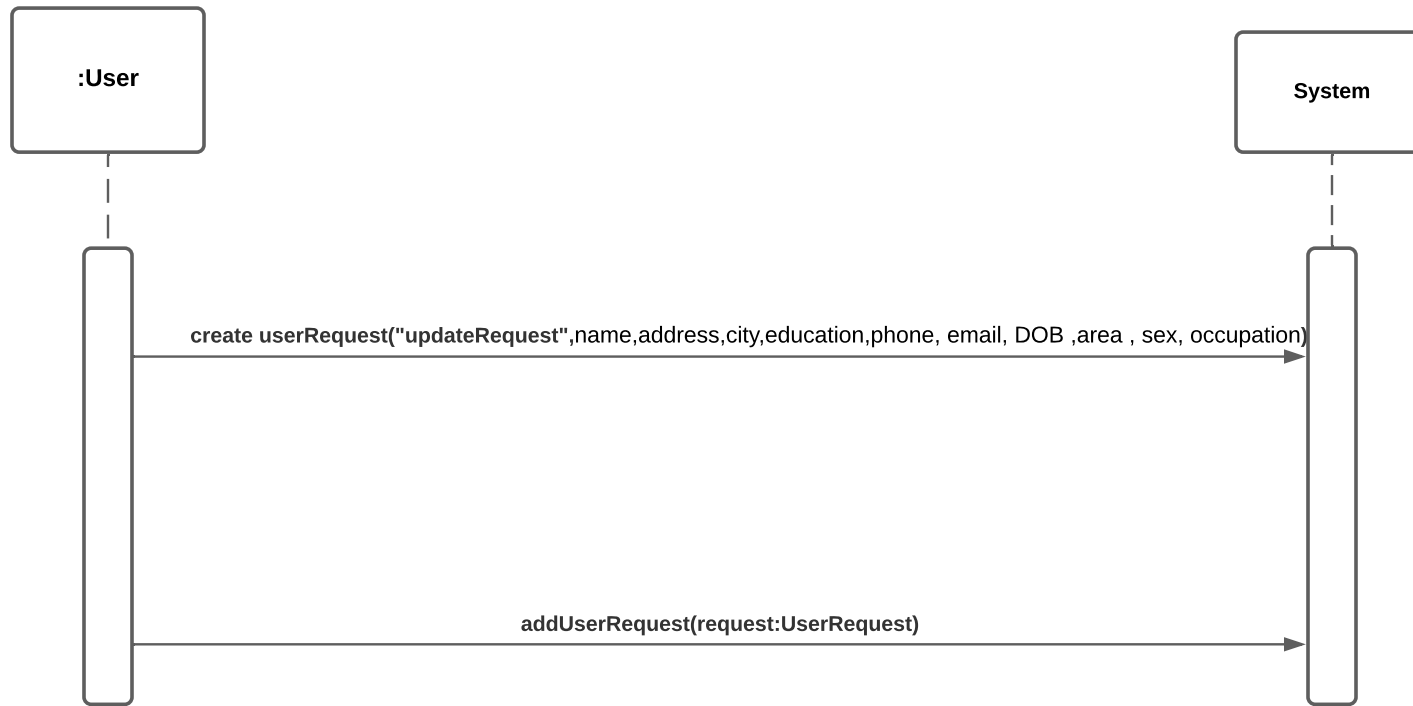 :User
System
create userRequest("updateRequest",name,address,city,education,phone, email, DOB ,area , sex, occupation)
addUserRequest(request:UserRequest)